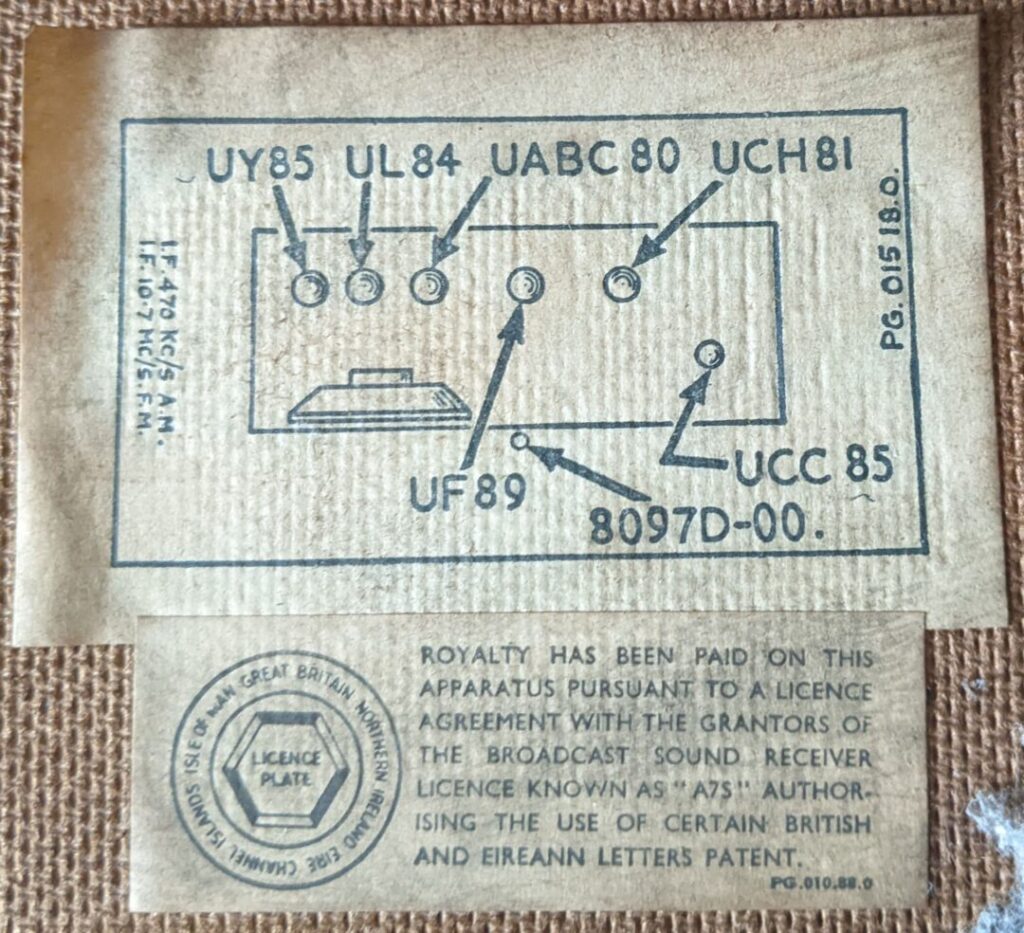 UY85 UL84 UABC80 UCH81
I.F. 470 KC/S A.M.
I.F. 10·7 MC/S. F.M.
PG. 015 18.0.
UF89
UCC 85
8097D-00.
ISLE OF MAN GREAT BRITAIN NORTHERN IRELAND EIRE CHANNEL ISLANDS
LICENCE
PLATE
ROYALTY HAS BEEN PAID ON THIS
APPARATUS PURSUANT TO A LICENCE
AGREEMENT WITH THE GRANTORS OF
THE BROADCAST SOUND RECEIVER
LICENCE KNOWN AS "A7S" AUTHOR-
ISING THE USE OF CERTAIN BRITISH
AND EIREANN LETTERS PATENT.
PG.010.88.0